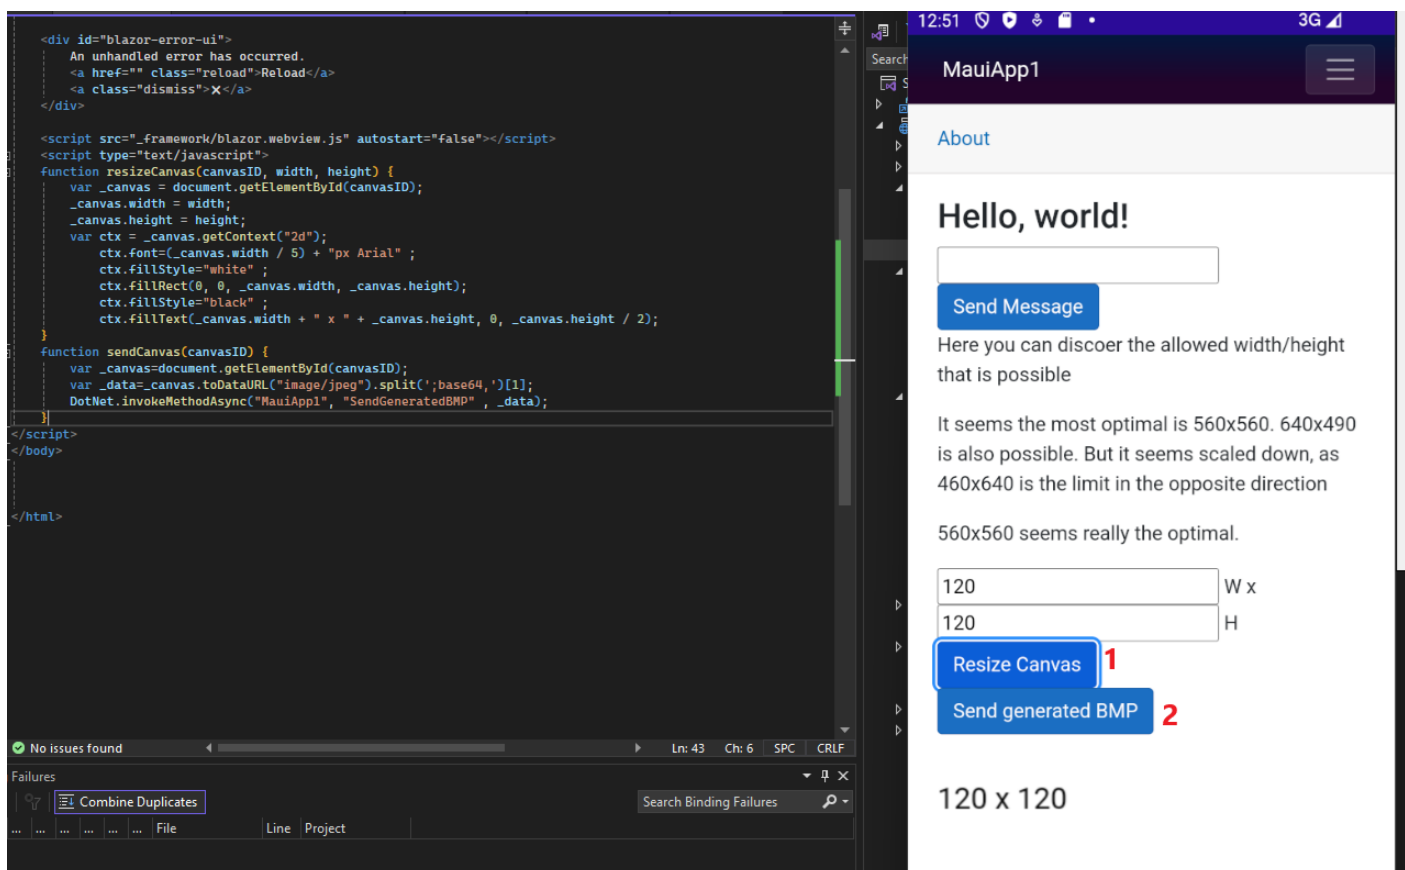 <div id="blazor-error-ui">
An unhandled error has occurred.
<a href="" class="reload">Reload</a>
<a class="dismiss">🗙</a>
</div>
<script src="_framework/blazor.webview.js" autostart="false"></script>
<script type="text/javascript">
function resizeCanvas(canvasID, width, height) {
var _canvas = document.getElementById(canvasID);
_canvas.width = width;
_canvas.height = height;
var ctx = _canvas.getContext("2d");
ctx.font=(_canvas.width / 5) + "px Arial" ;
ctx.fillStyle="white" ;
ctx.fillRect(0, 0, _canvas.width, _canvas.height);
ctx.fillStyle="black" ;
ctx.fillText(_canvas.width + " x " + _canvas.height, 0, _canvas.height / 2);
}
function sendCanvas(canvasID) {
var _canvas=document.getElementById(canvasID);
var _data=_canvas.toDataURL("image/jpeg").split(';base64,')[1];
DotNet.invokeMethodAsync("MauiApp1", "SendGeneratedBMP" , _data);
}
</script>
</body>
</html>
No issues found
Ln: 43 Ch: 6 SPC CRLF
Failures
Combine Duplicates
Search Binding Failures
... ... ... ... ... ... File Line Project
Search
S
12:51 3G
MauiApp1
About
Hello, world!
Send Message
Here you can discoer the allowed width/height
that is possible
It seems the most optimal is 560x560. 640x490
is also possible. But it seems scaled down, as
460x640 is the limit in the opposite direction
560x560 seems really the optimal.
120 W x
120 H
Resize Canvas 1
Send generated BMP 2
120 x 120